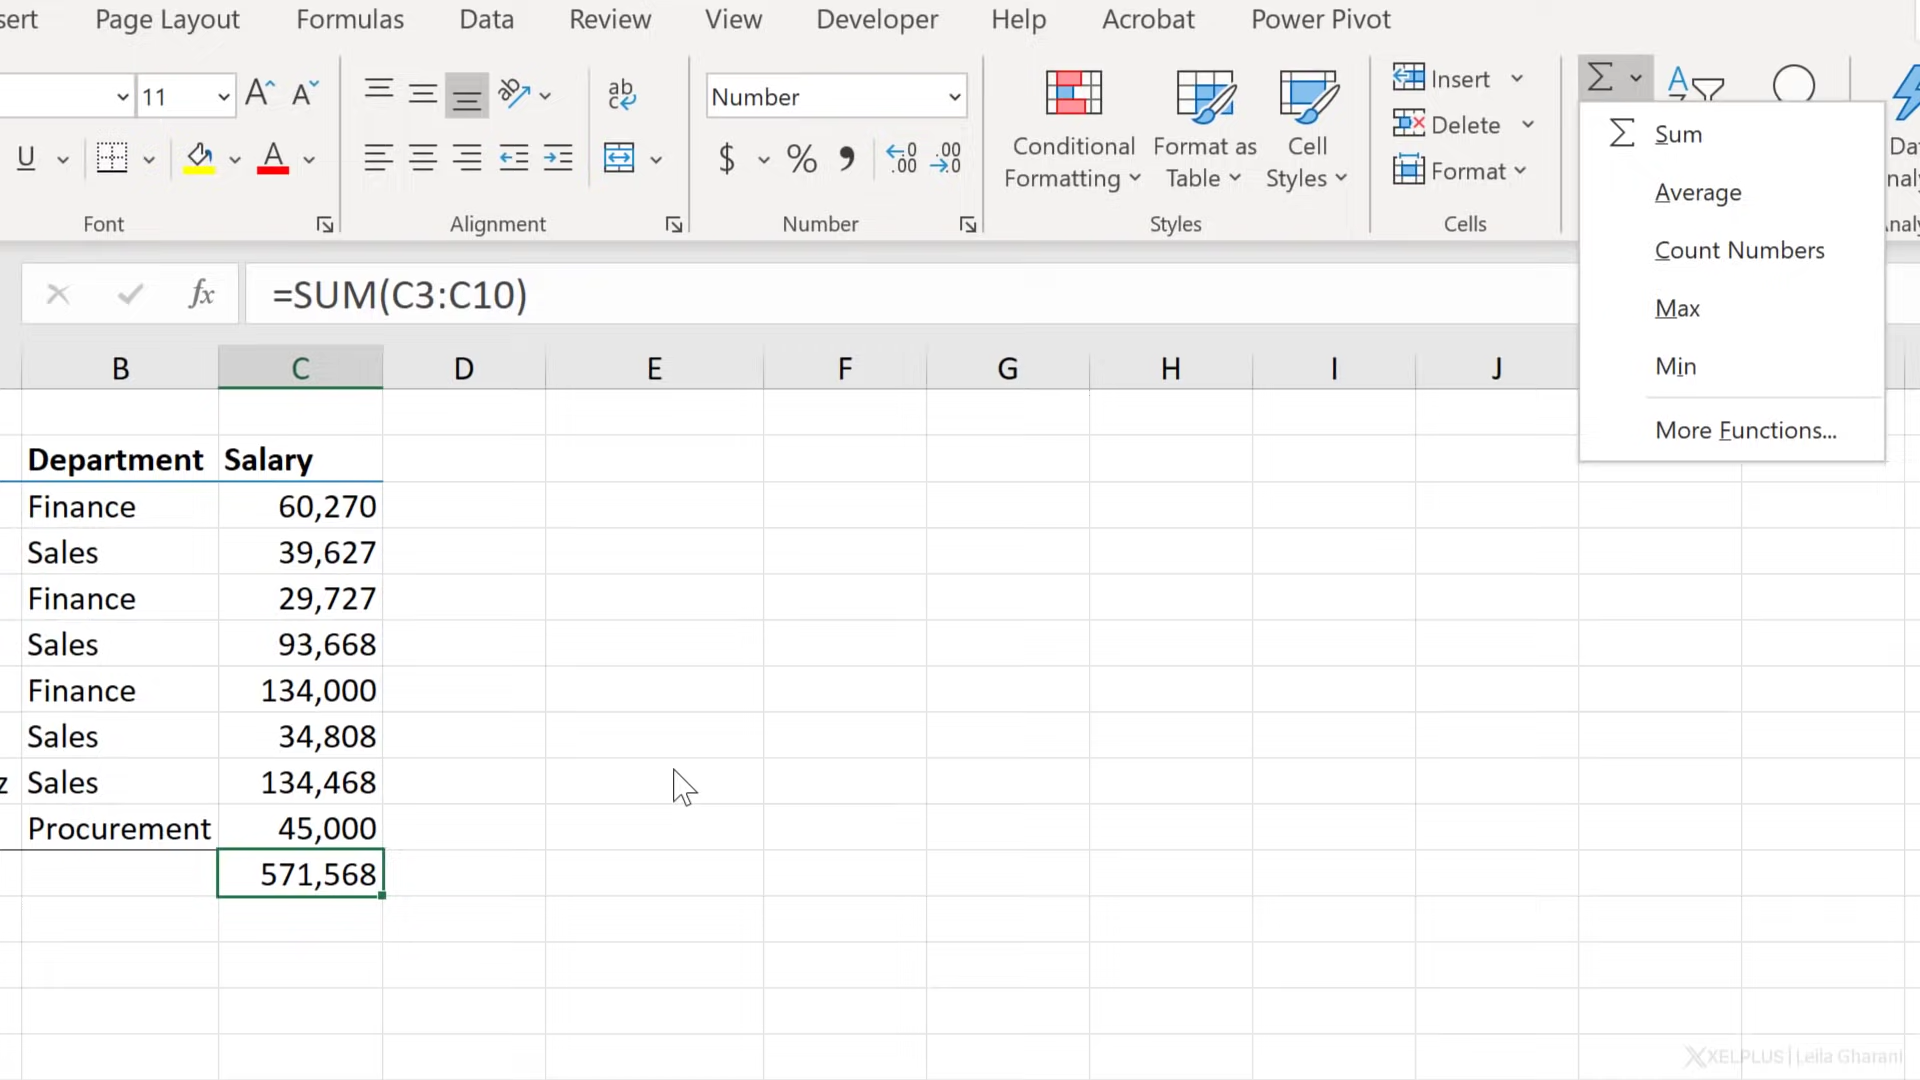 Page Layout Formulas Data Review View Developer Help Acrobat Power Pivot
11
Number
Insert
Delete
Format
Conditional Formatting
Format as Table
Cell Styles
Font
Alignment
Number
Styles
Cells
Sum
Average
Count Numbers
Max
Min
More Functions...
fx =SUM(C3:C10)
B C D E F G H I J
Department Salary
Finance 60,270
Sales 39,627
Finance 29,727
Sales 93,668
Finance 134,000
Sales 34,808
z Sales 134,468
Procurement 45,000
571,568
XELPLUS | Leila Gharani